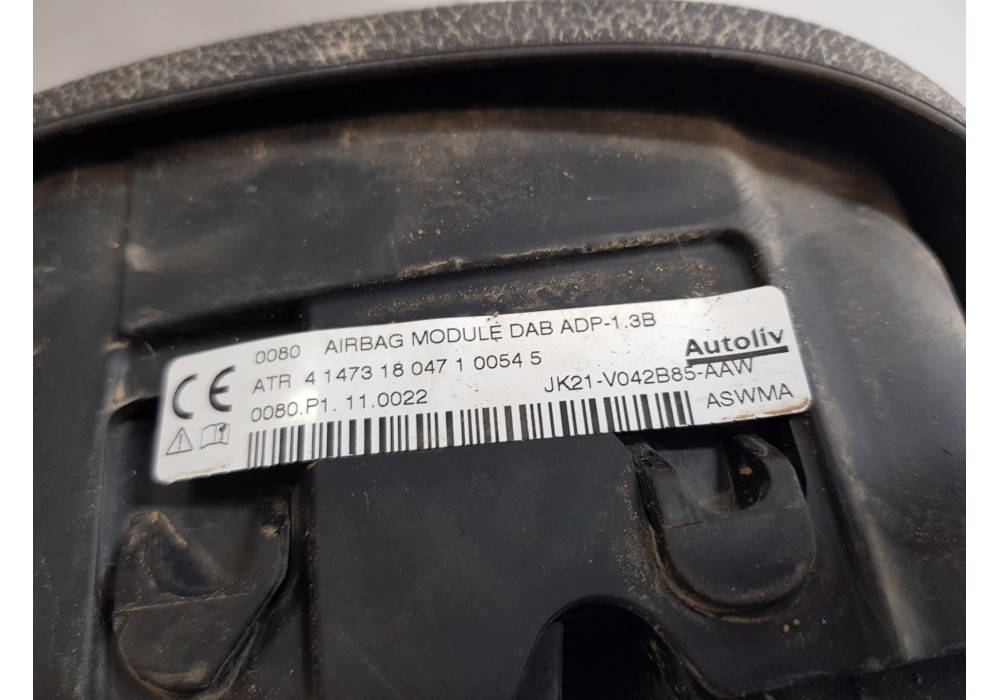 0080 AIRBAG MODULE DAB ADP-1.3B
Autoliv
ATR 4 1473 18 047 1 0054 5
JK21-V042B85-AAW
0080.P1. 11.0022
ASWMA
CE